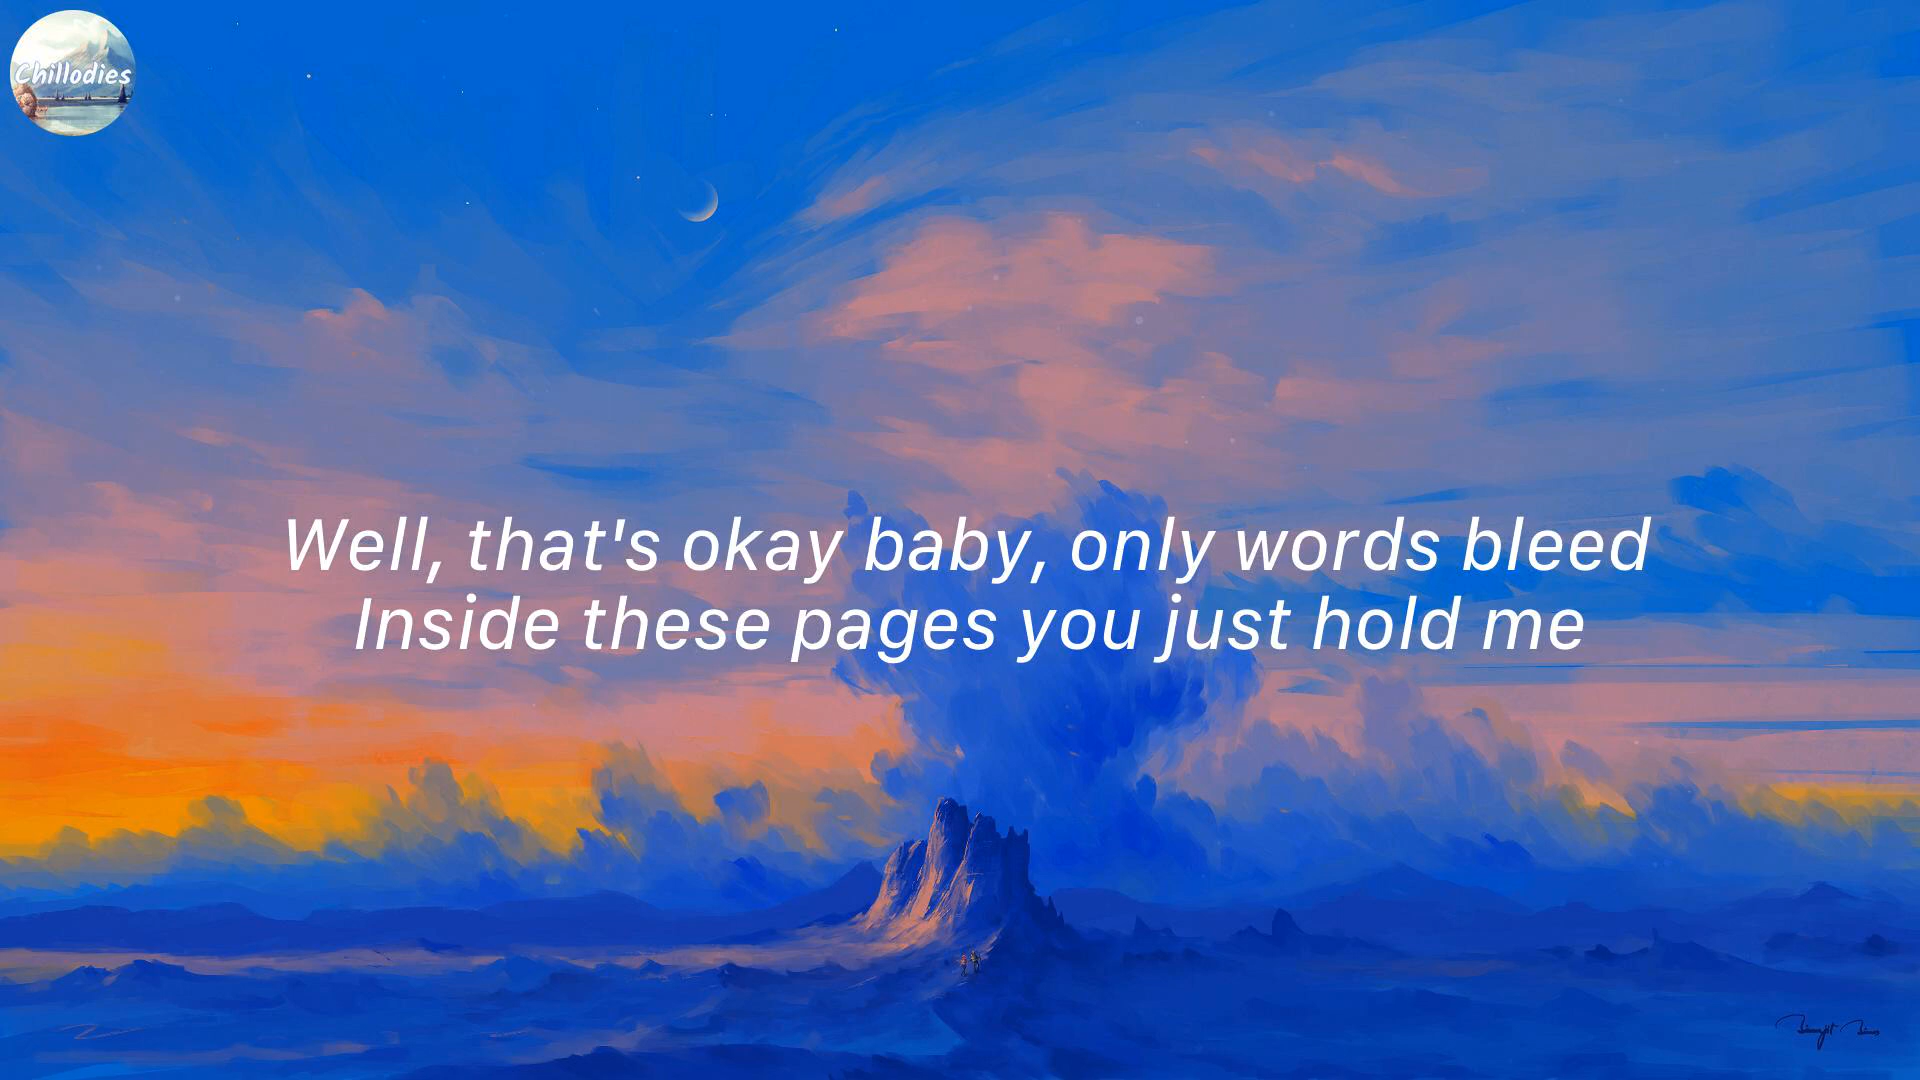 Chillodies
Well, that's okay baby, only words bleed
Inside these pages you just hold me